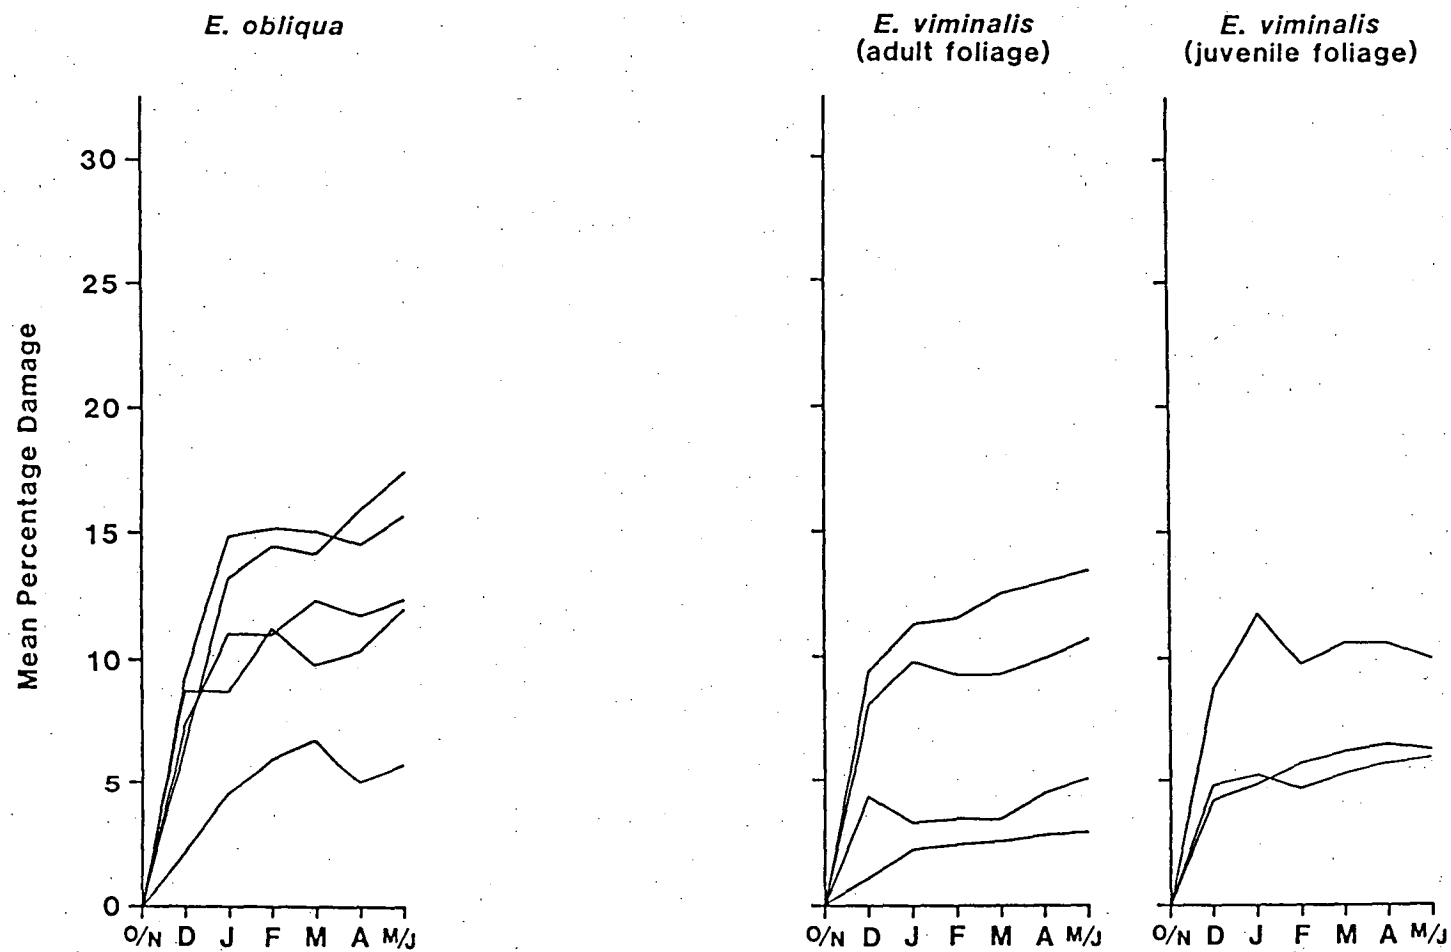 E. obliqua
E. viminalis
(adult foliage)
E. viminalis
(juvenile foliage)
Mean Percentage Damage
30
25
20
15
10
5
0
O/N D J F M A M/J
O/N D J F M A M/J
O/N D J F M A M/J